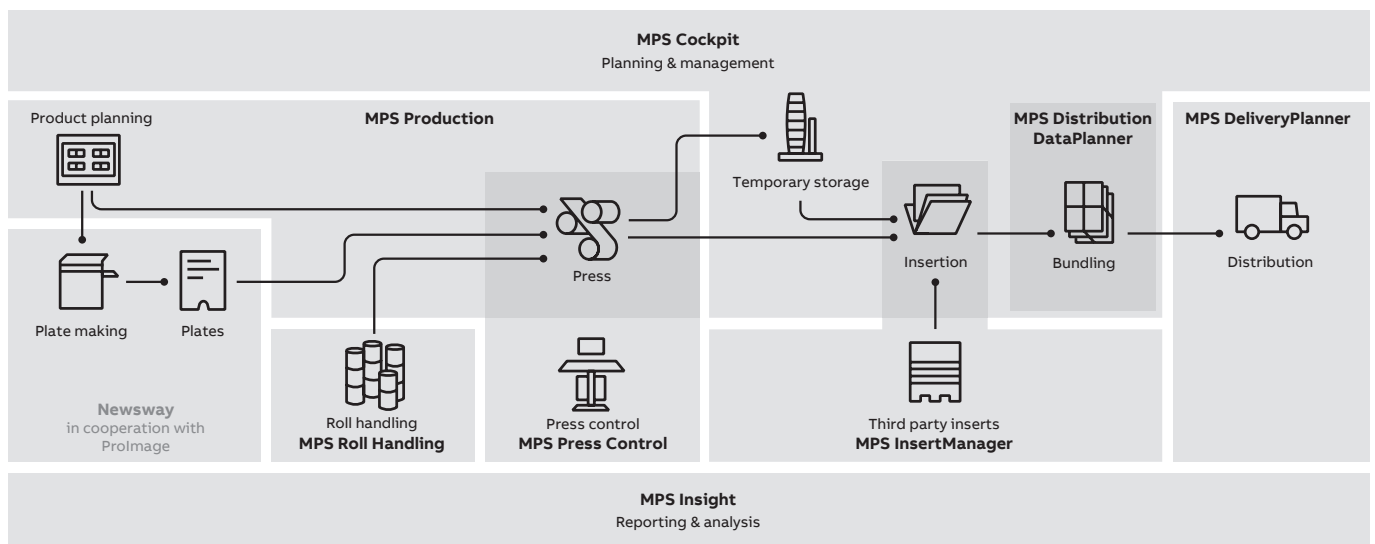 MPS Cockpit
Planning & management
Product planning
MPS Production
MPS Distribution
DataPlanner
MPS DeliveryPlanner
Temporary storage
Press
Insertion
Bundling
Distribution
Plate making
Plates
Newsway
in cooperation with
ProImage
Roll handling
MPS Roll Handling
Press control
MPS Press Control
Third party inserts
MPS InsertManager
MPS Insight
Reporting & analysis